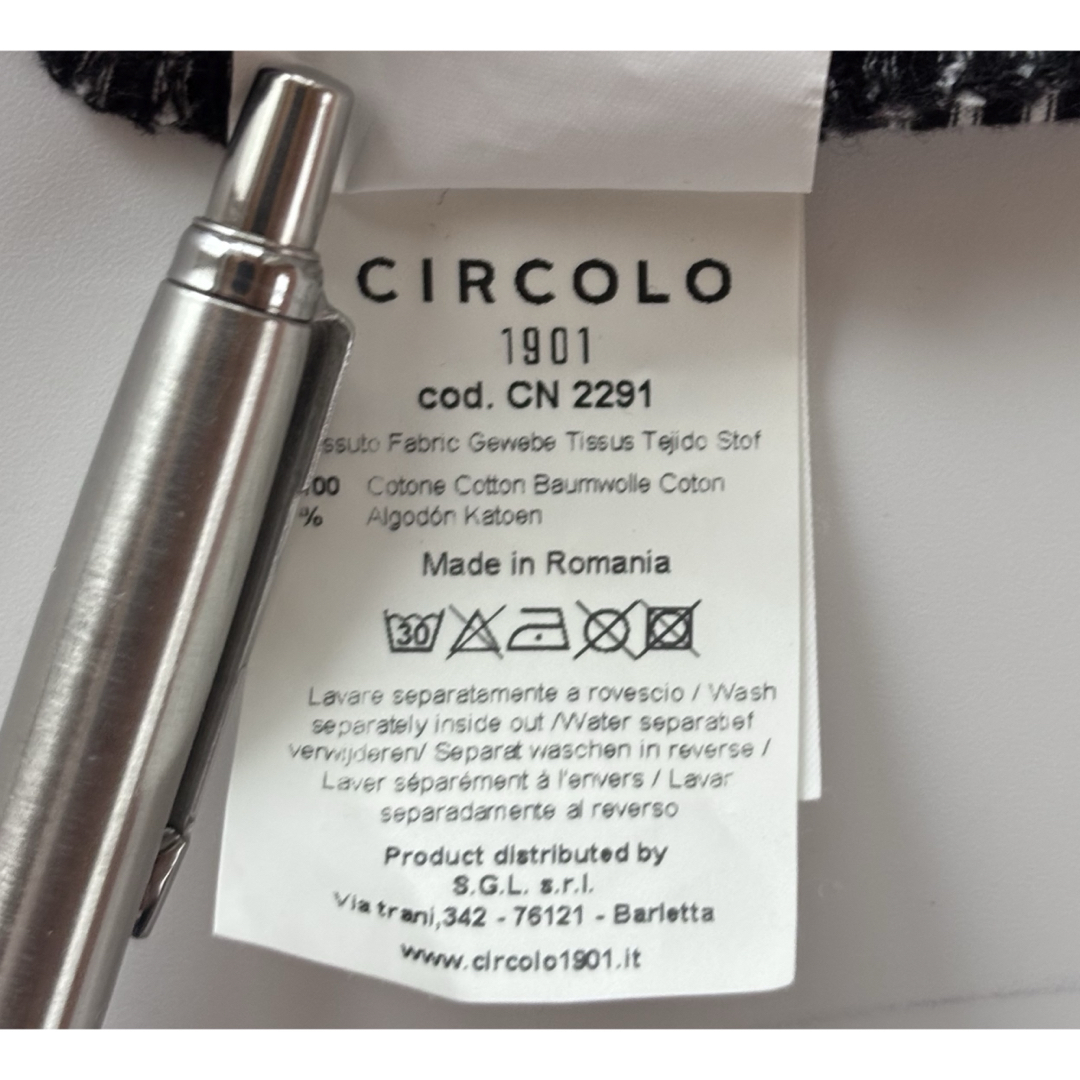 CIRCOLO
1901
cod. CN 2291
ssuto Fabric Gewebe Tissus Tejido Stof
00 Cotone Cotton Baumwolle Coton
% Algodón Katoen
Made in Romania
30
Lavare separatamente a rovescio / Wash
separately inside out /Water separatief
verwijderen/ Separat waschen in reverse /
Laver séparément à l'envers / Lavar
separadamente al reverso
Product distributed by
S.G.L. s.r.l.
Via trani,342 - 76121 - Barletta
www.circolo1901.it